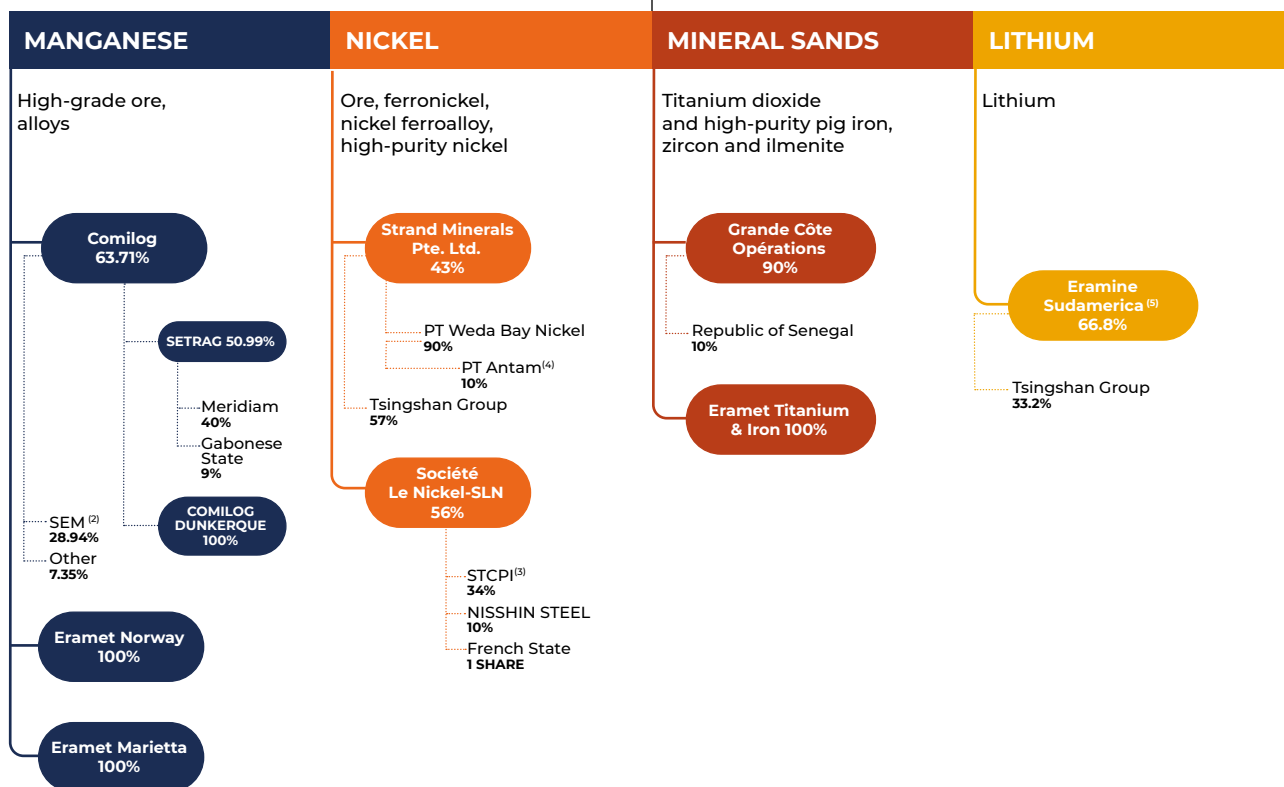 MANGANESE
High-grade ore,
alloys
Comilog
63.71%
SETRAG 50.99%
Meridiam
40%
Gabonese
State
9%
COMILOG
DUNKERQUE
100%
SEM (2)
28.94%
Other
7.35%
Eramet Norway
100%
Eramet Marietta
100%
NICKEL
Ore, ferronickel,
nickel ferroalloy,
high-purity nickel
Strand Minerals
Pte. Ltd.
43%
PT Weda Bay Nickel
90%
PT Antam(4)
10%
Tsingshan Group
57%
Société
Le Nickel-SLN
56%
STCPI(3)
34%
NISSHIN STEEL
10%
French State
1 SHARE
MINERAL SANDS
Titanium dioxide
and high-purity pig iron,
zircon and ilmenite
Grande Côte
Opérations
90%
Republic of Senegal
10%
Eramet Titanium
& Iron 100%
LITHIUM
Lithium
Eramine
Sudamerica (5)
66.8%
Tsingshan Group
33.2%